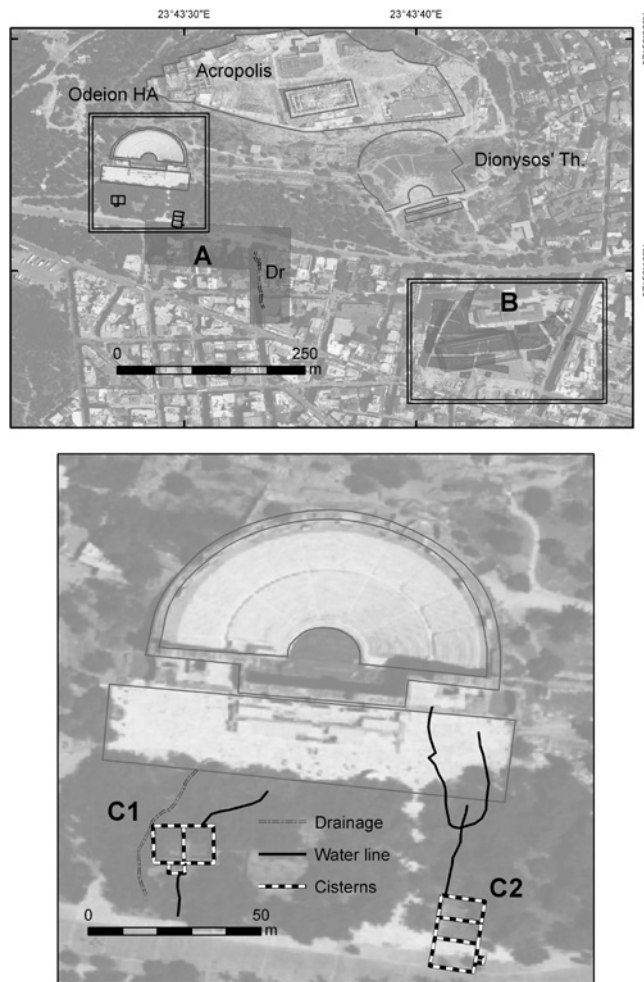 23°43'30"E
23°43'40"E
Acropolis
Odeion HA
Dionysos' Th.
A
Dr
B
0
250
m
C1
Drainage
Water line
Cisterns
C2
0
50
m